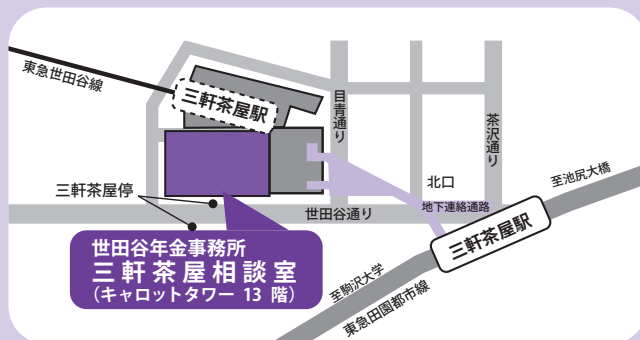 東急世田谷線
三軒茶屋駅
目青通り
茶沢通り
三軒茶屋停
北口
至池尻大橋
世田谷通り
地下連絡通路
三軒茶屋駅
世田谷年金事務所
三軒茶屋相談室
(キャロットタワー 13 階)
至駒沢大学
東急田園都市線